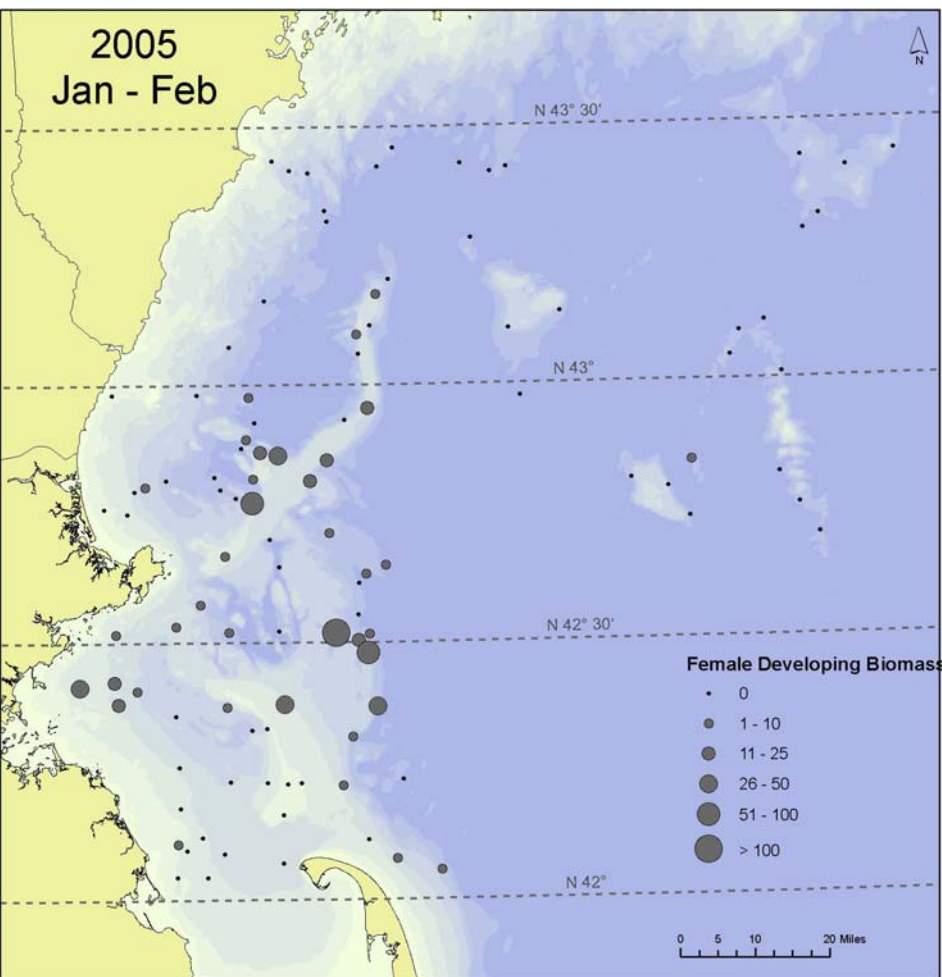 2005
Jan - Feb
N
N 43° 30'
N 43°
N 42° 30'
Female Developing Biomass
0
1 - 10
11 - 25
26 - 50
51 - 100
> 100
N 42°
0 5 10 20 Miles